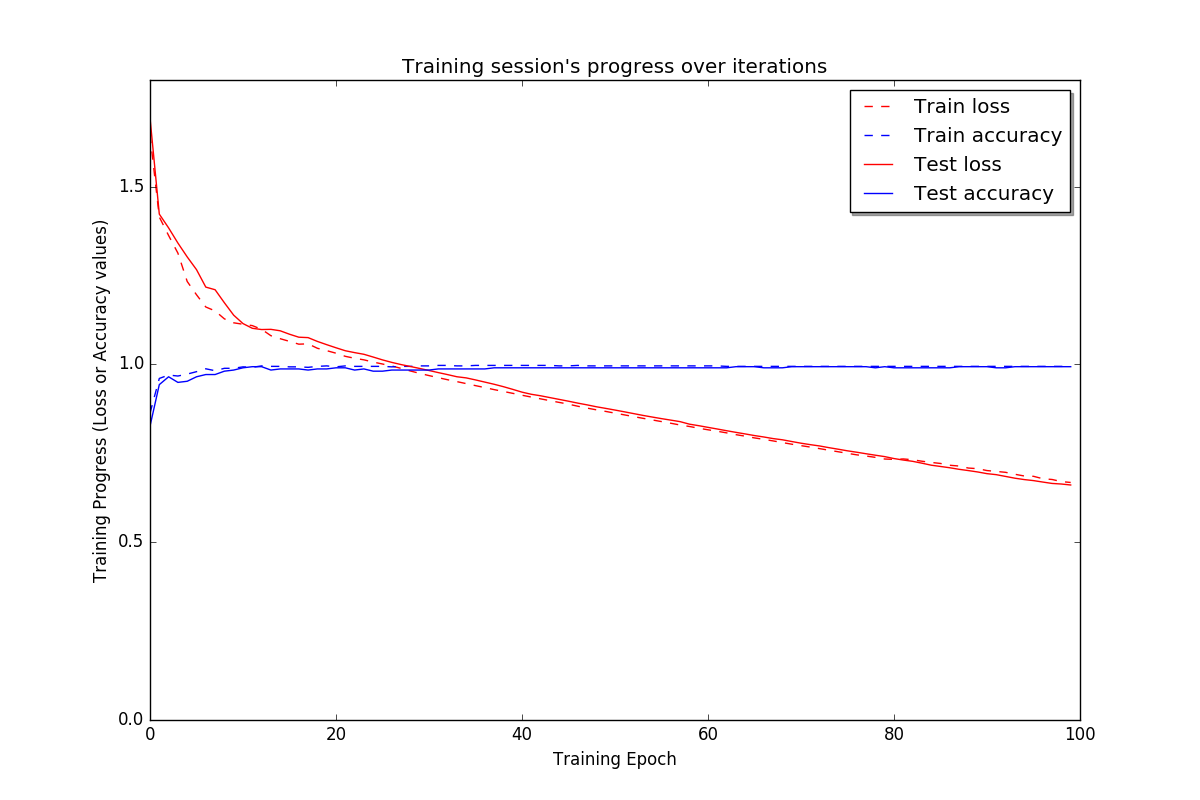 Training session's progress over iterations
Train loss
Train accuracy
Test loss
Test accuracy
Training Progress (Loss or Accuracy values)
1.5
1.0
0.5
0.0
0 20 40 60 80 100
Training Epoch